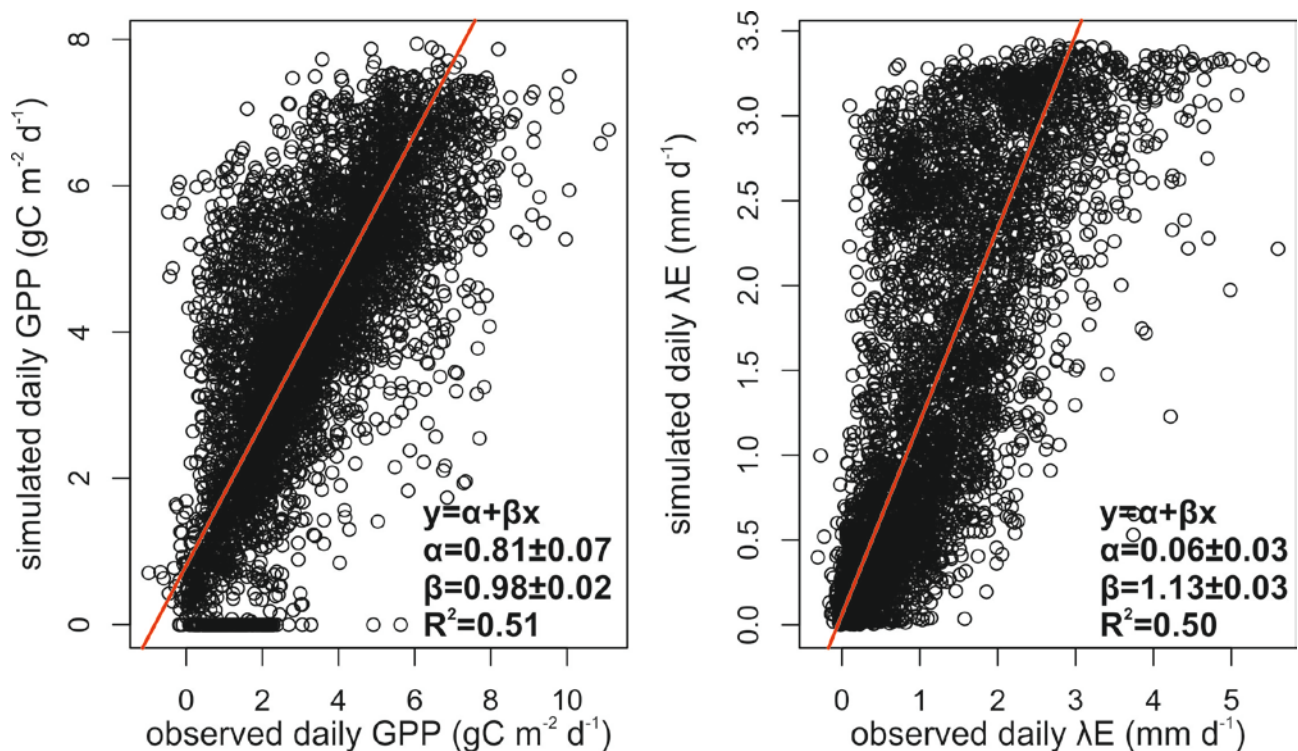 simulated daily GPP (gC m⁻² d⁻¹)
8
6
4
2
0
y=α+βx
α=0.81±0.07
β=0.98±0.02
R²=0.51
0 2 4 6 8 10
observed daily GPP (gC m⁻² d⁻¹)
simulated daily λE (mm d⁻¹)
3.5
3.0
2.5
2.0
1.5
1.0
0.5
0.0
y=α+βx
α=0.06±0.03
β=1.13±0.03
R²=0.50
0 1 2 3 4 5
observed daily λE (mm d⁻¹)